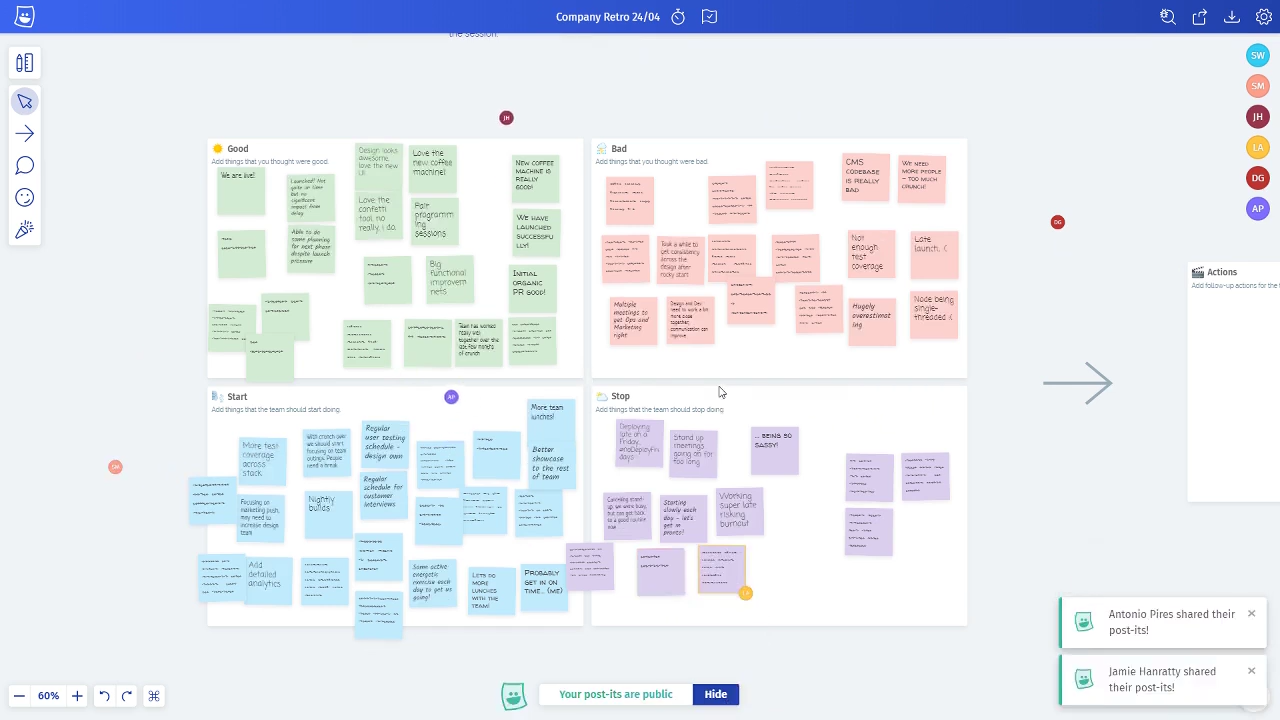 Company Retro 24/04
the session.
SW
SM
JH
LA
DG
AP
JH
DG
AP
SM
LA
Good
Add things that you thought were good.
We are live!
Launched! Not
quite on time
but no
significant
impact from
delay.
Design looks
awesome,
love the new
UI.
Love the
new coffee
machine!
New coffee
machine is
really
good!
Love the
confetti
tool, no
really, I do.
Pair
programm
ing
sessions
We have
launched
successfu
lly!
Able to do
some planning
for next phase
despite launch
pressure
Big
functional
improvem
nets
Initial
organic
PR good!
Team has worked
really well
together over the
late few months
of crunch
Bad
Add things that you thought were bad.
CMS
codebase
is really
bad
We need
more people
- too much
crunch!
Took a while to
get consistency
across the
design after
rocky start
Not
enough
test
coverage
Late
launch. :(
Multiple
meetings to
get Ops and
Marketing
right
Design and Dev
need to work a bit
more close
together,
communication can
improve.
Hugely
overestimat
ing
Node being
single-
threaded :(
Start
Add things that the team should start doing.
More test
coverage
across
stack
With crunch over
we should start
focusing on team
outings. People
need a break.
Regular
user testing
schedule -
design own
More team
lunches!
Better
showcase
to the rest
of team
Focusing on
marketing push,
may need to
increase design
team
Nightly
builds
Regular
schedule for
customer
interviews
Add
detailed
analytics
Some active
energetic
exercise each
day to get us
going!
Lets do
more
lunches with
the team!
Probably
get in on
time... (me)
Stop
Add things that the team should stop doing.
Deploying
late on a
Friday.
#noDeployFri
days
Stand up
meetings
going on for
too long
... being so
sassy!
Canceling stand-
up, we were busy,
but can get back
to a good routine
now
Starting
slowly each
day - let's
get in
pronto!
Working
super late
risking
burnout
Actions
Add follow-up actions for the t
Antonio Pires shared their
post-its!
Jamie Hanratty shared
their post-its!
60%
Your post-its are public
Hide